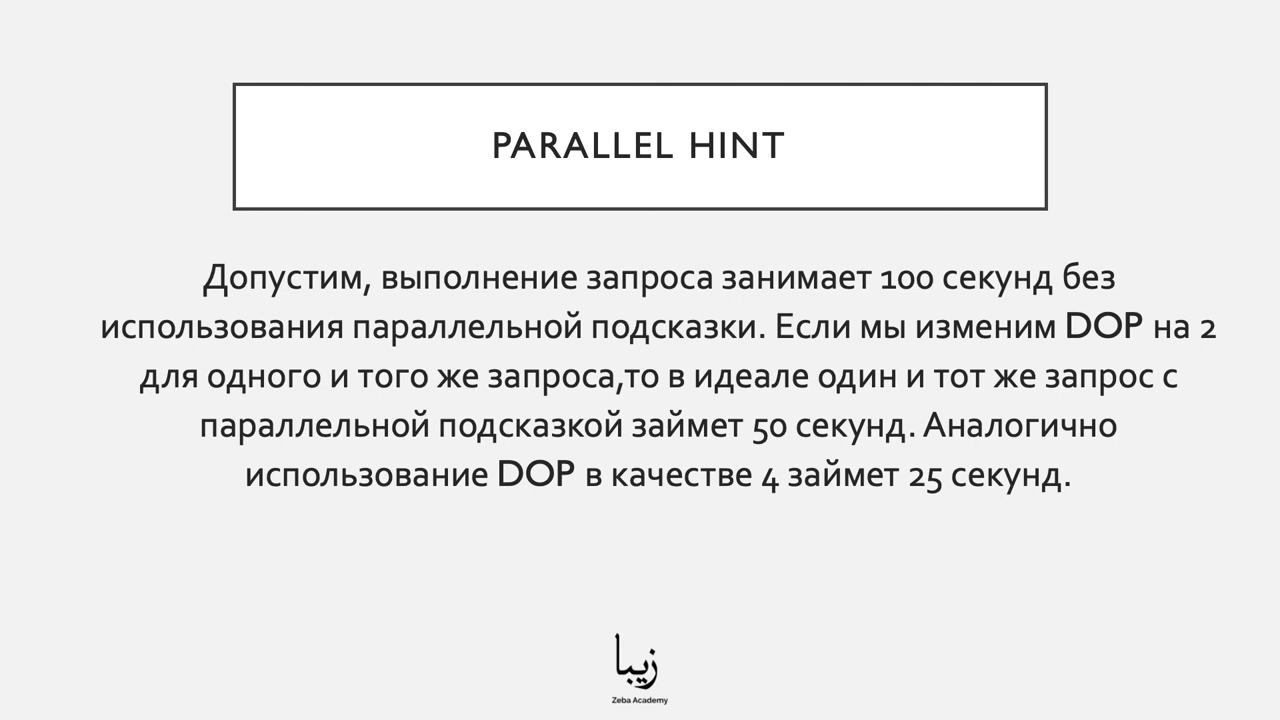 PARALLEL HINT
Допустим, выполнение запроса занимает 100 секунд без
использования параллельной подсказки. Если мы изменим DOP на 2
для одного и того же запроса,то в идеале один и тот же запрос с
параллельной подсказкой займет 50 секунд. Аналогично
использование DOP в качестве 4 займет 25 секунд.
زيبا
Zeba Academy